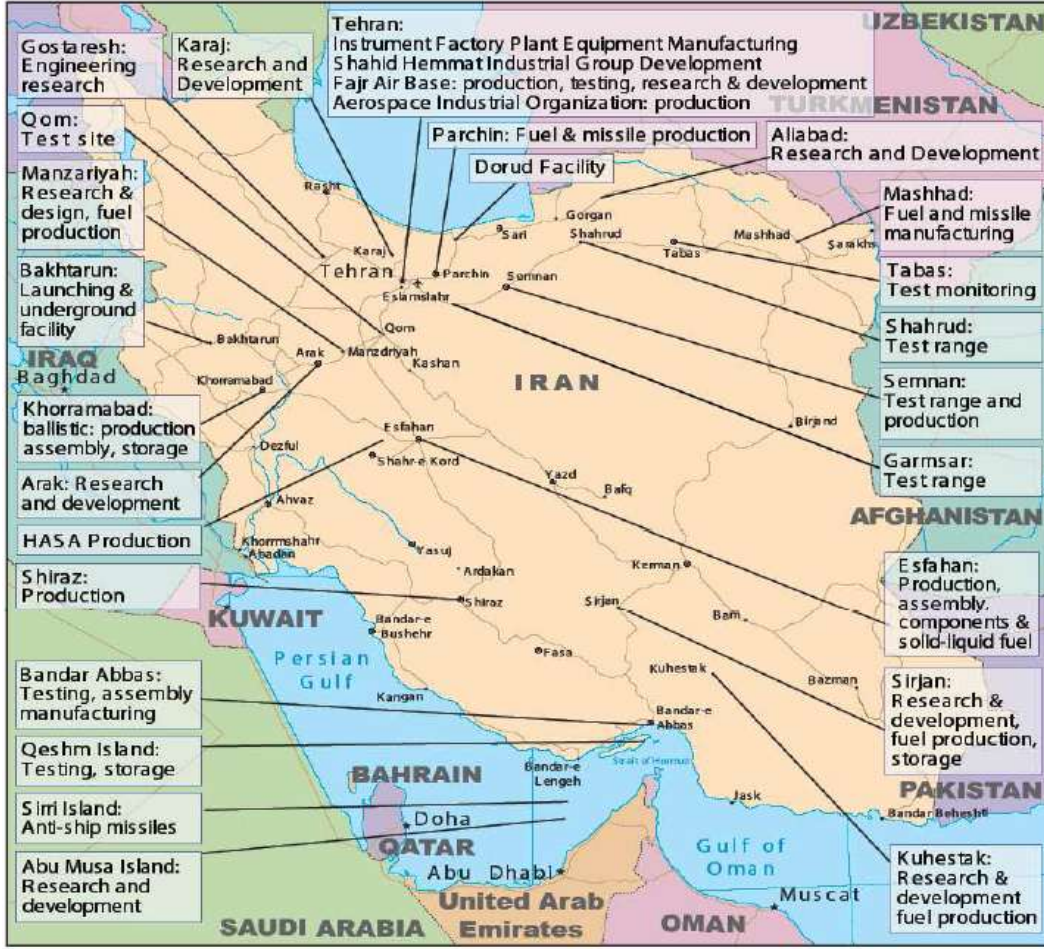 UZBEKISTAN
TURKMENISTAN
Gostaresh:
Engineering
research
Karaj:
Research and
Development
Tehran:
Instrument Factory Plant Equipment Manufacturing
Shahid Hemmat Industrial Group Development
Fajr Air Base: production, testing, research & development
Aerospace Industrial Organization: production
Qom:
Test site
Parchin: Fuel & missile production
Dorud Facility
Aliabad:
Research and Development
Manzariyah:
Research &
design, fuel
production
Mashhad:
Fuel and missile
manufacturing
Bakhtarun:
Launching &
underground
facility
Tabas:
Test monitoring
Shahrud:
Test range
Semnan:
Test range and
production
Garmsar:
Test range
Khorramabad:
ballistic: production
assembly, storage
Arak: Research
and development
HASA Production
Shiraz:
Production
Esfahan:
Production,
assembly.
components &
solid-liquid fuel
Bandar Abbas:
Testing, assembly
manufacturing
Sirjan:
Research &
development,
fuel production,
storage
Qeshm Island:
Testing, storage
Sirri Island:
Anti-ship missiles
Abu Musa Island:
Research and
development
Kuhestak:
Research &
development
fuel production
Rasht
Gorgan
Sari
Shahrud
Mashhad
Sarakhs
Karaj
Tehran
Tabas
Parchin
Semnan
Eslamslahr
Qom
Bakhtarun
Arak
Manzdriyah
Kashan
IRAQ
Baghdad
Khorramabad
IRAN
Birjand
Esfahan
Dezful
Shahr-e Kord
Yazd
Bafq
Ahvaz
AFGHANISTAN
Khorrmshahr
Abadan
Yasuj
Ardakan
Kerman
Shiraz
Sirjan
Bam
KUWAIT
Bandar-e
Bushehr
Fasa
Persian
Gulf
Kuhestak
Bazman
Kangan
Bandar-e
Abbas
Bandar-e
Lengeh
Strait of Hormuz
BAHRAIN
Jask
PAKISTAN
Bandar Beheshti
Doha
QATAR
Gulf of
Oman
Abu Dhabi
Muscat
United Arab
Emirates
SAUDI ARABIA
OMAN